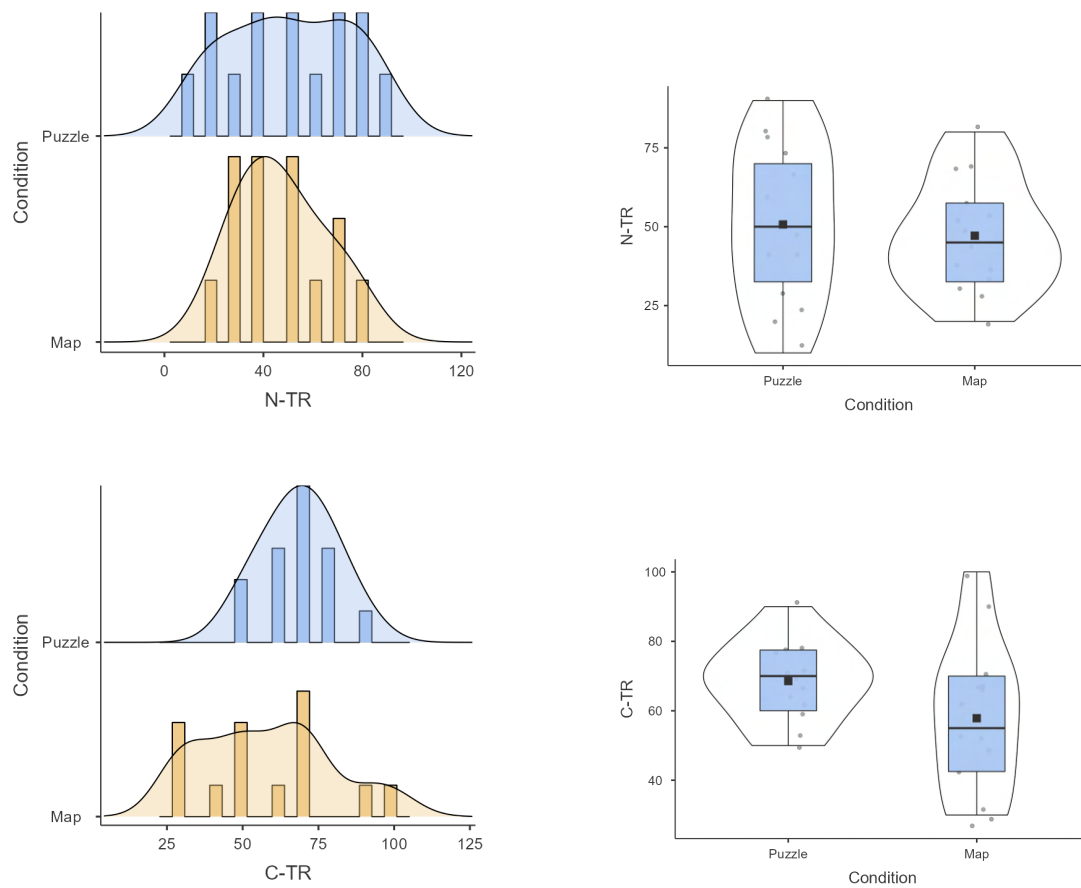 Condition
Puzzle
Map
0
40
80
120
N-TR
N-TR
75
50
25
Puzzle
Map
Condition
Condition
Puzzle
Map
25
50
75
100
125
C-TR
C-TR
100
80
60
40
Puzzle
Map
Condition